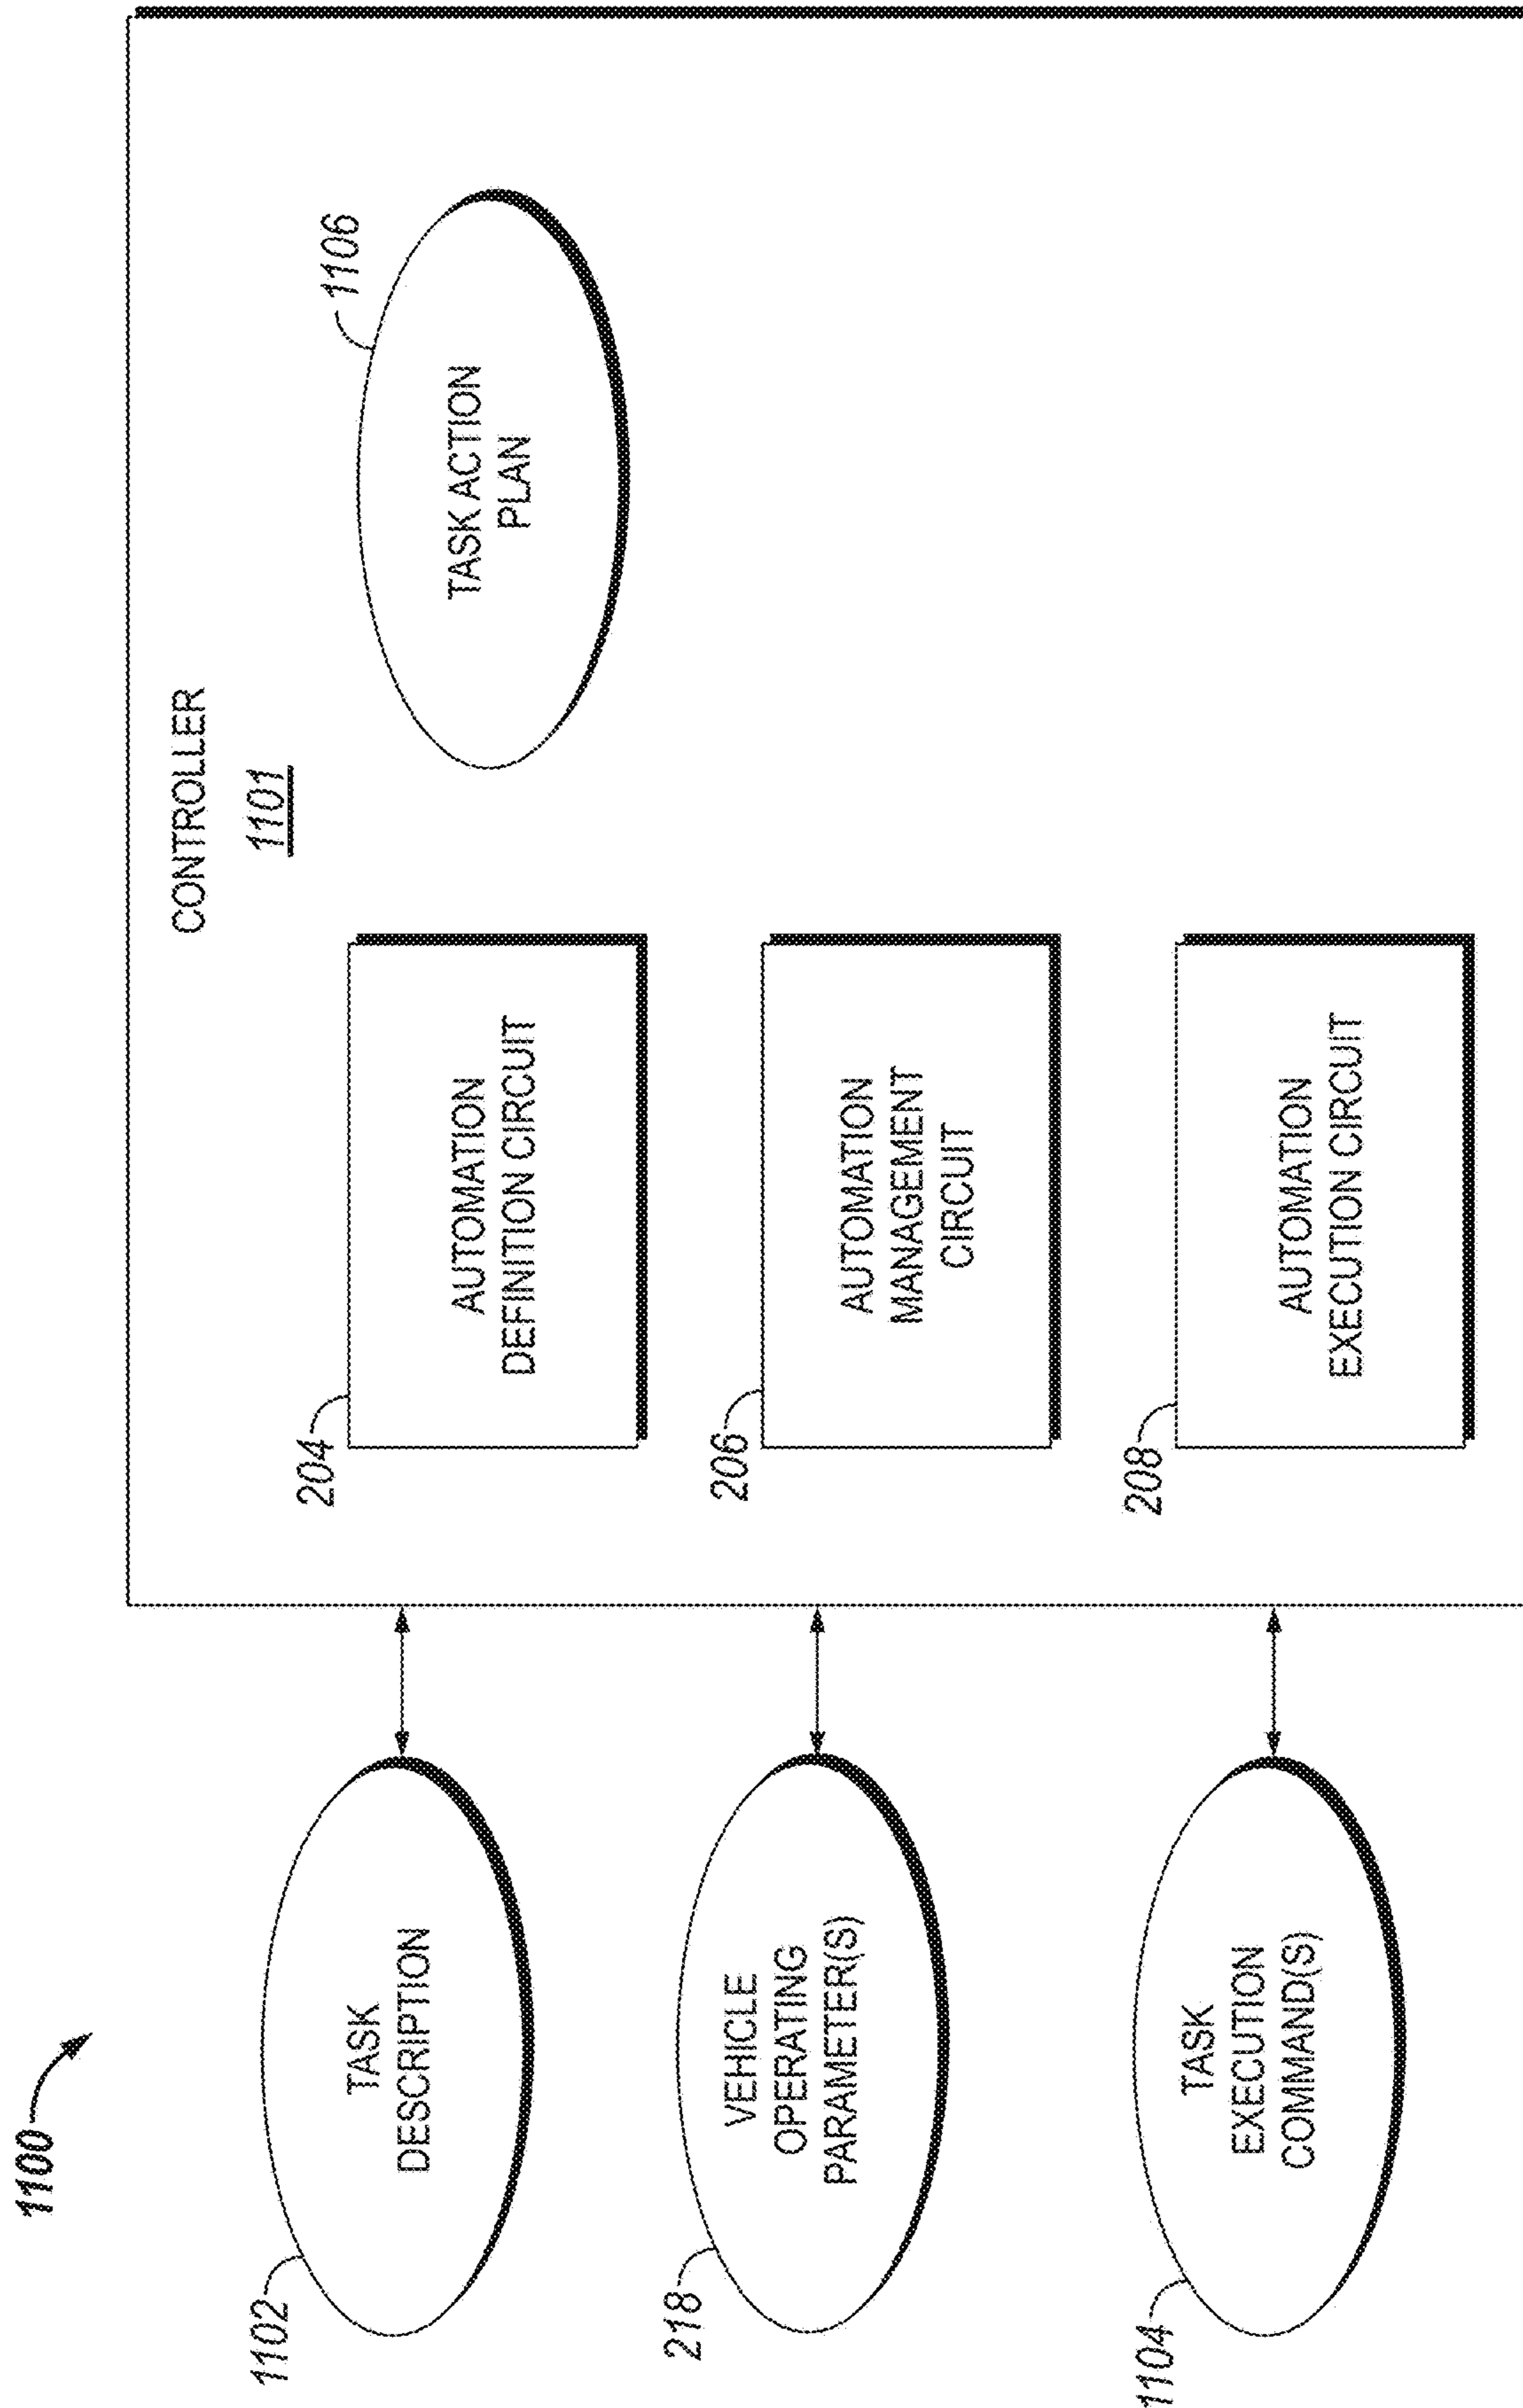 1100
CONTROLLER
1101
1102
TASK
DESCRIPTION
204
AUTOMATION
DEFINITION CIRCUIT
1106
TASK ACTION
PLAN
218
VEHICLE
OPERATING
PARAMETER(S)
206
AUTOMATION
MANAGEMENT
CIRCUIT
1104
TASK
EXECUTION
COMMAND(S)
208
AUTOMATION
EXECUTION CIRCUIT